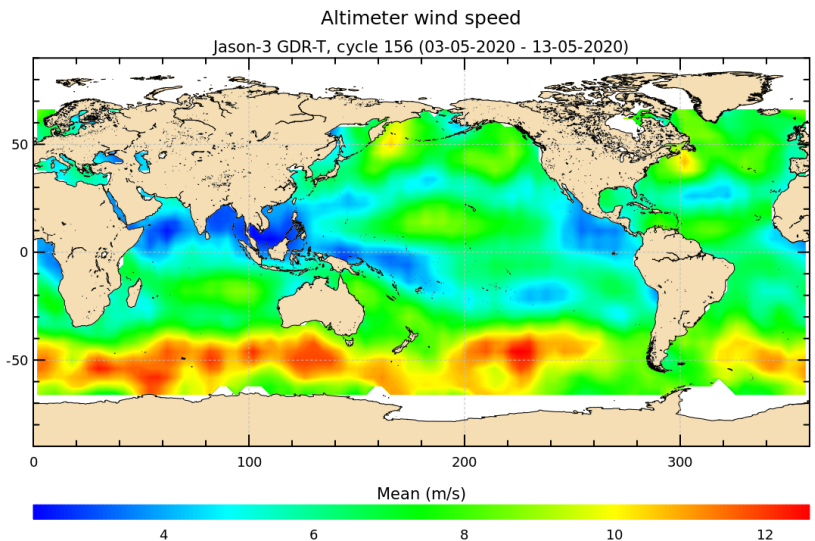 Altimeter wind speed
Jason-3 GDR-T, cycle 156 (03-05-2020 - 13-05-2020)
50
0
-50
0 100 200 300
Mean (m/s)
4 6 8 10 12